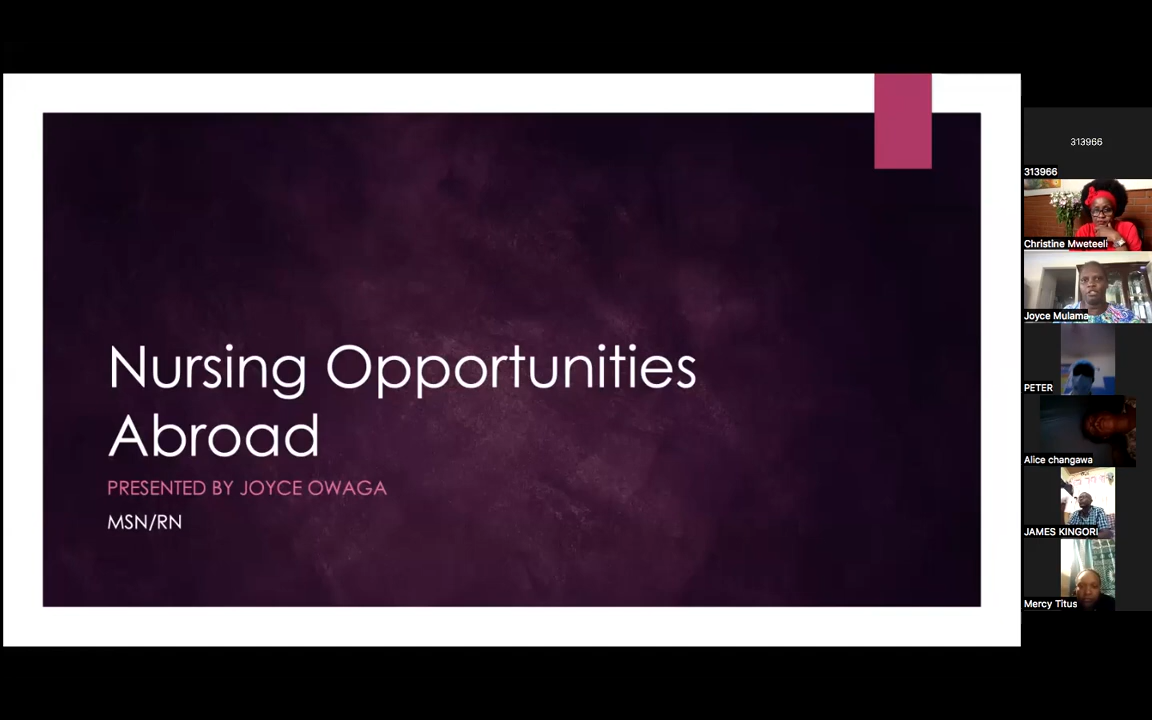 Nursing Opportunities
Abroad
PRESENTED BY JOYCE OWAGA
MSN/RN
313966
313966
Christine Mweteeli
Joyce Mulama
PETER
Alice changawa
JAMES KINGORI
Mercy Titus